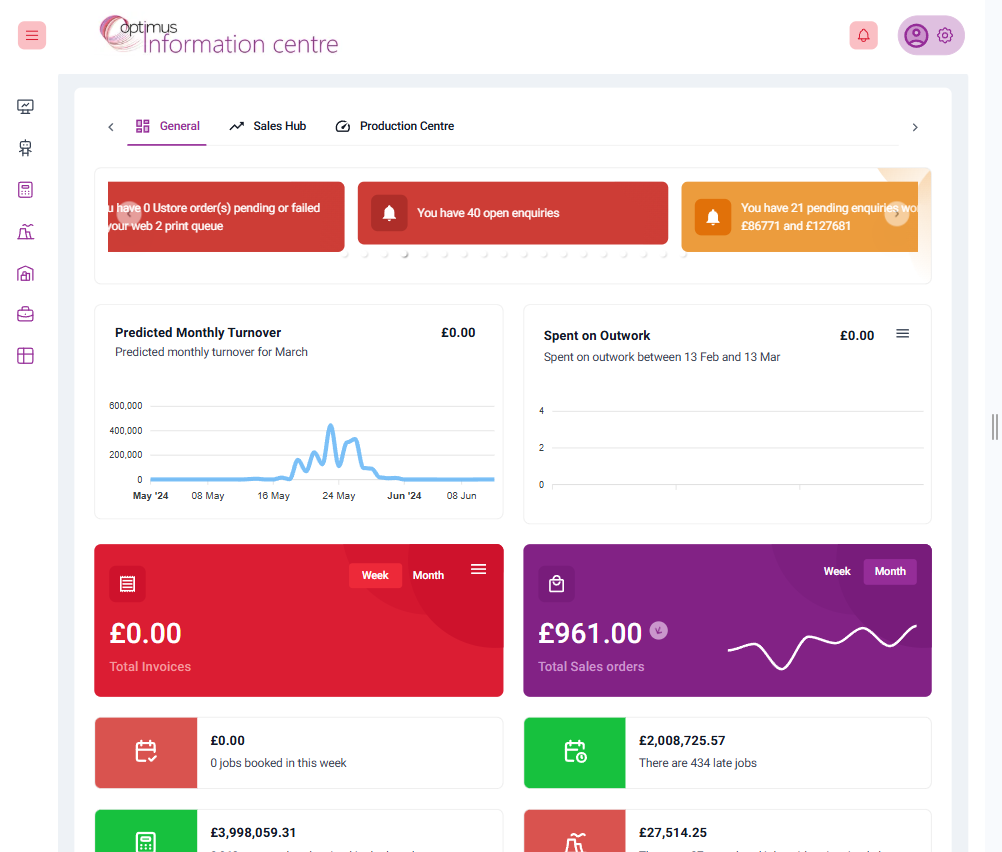 optimus
Information centre
General
Sales Hub
Production Centre
u have 0 Ustore order(s) pending or failed
your web 2 print queue
You have 40 open enquiries
You have 21 pending enquiries wor
£86771 and £127681
Predicted Monthly Turnover
£0.00
Predicted monthly turnover for March
600,000
400,000
200,000
0
May '24
08 May
16 May
24 May
Jun '24
08 Jun
Spent on Outwork
£0.00
Spent on outwork between 13 Feb and 13 Mar
4
2
0
Week
Month
£0.00
Total Invoices
Week
Month
£961.00
Total Sales orders
£0.00
0 jobs booked in this week
£2,008,725.57
There are 434 late jobs
£3,998,059.31
£27,514.25